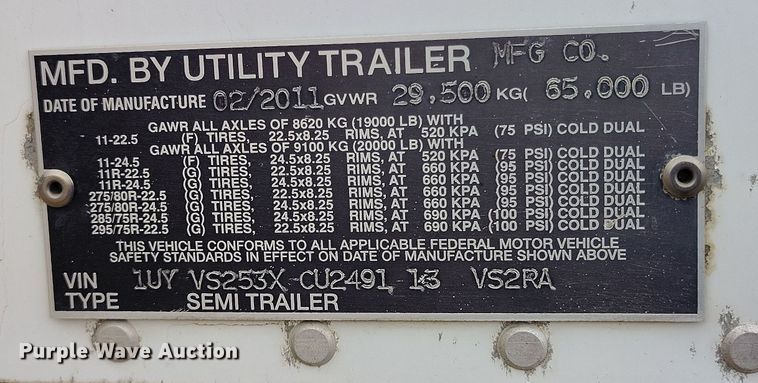 MFD. BY UTILITY TRAILER MFG CO.
DATE OF MANUFACTURE 02/2011 GVWR 29,500 KG( 65,000 LB)
GAWR ALL AXLES OF 8620 KG (19000 LB) WITH
11-22.5 (F) TIRES, 22.5x8.25 RIMS, AT 520 KPA (75 PSI) COLD DUAL
GAWR ALL AXLES OF 9100 KG (20000 LB) WITH
11-24.5 (F) TIRES, 24.5x8.25 RIMS, AT 520 KPA (75 PSI) COLD DUAL
11R-22.5 (G) TIRES, 22.5x8.25 RIMS, AT 660 KPA (95 PSI) COLD DUAL
11R-24.5 (G) TIRES, 24.5x8.25 RIMS, AT 660 KPA (95 PSI) COLD DUAL
275/80R-22.5 (G) TIRES, 22.5x8.25 RIMS, AT 660 KPA (95 PSI) COLD DUAL
275/80R-24.5 (G) TIRES, 24.5x8.25 RIMS, AT 660 KPA (95 PSI) COLD DUAL
285/75R-24.5 (G) TIRES, 24.5x8.25 RIMS, AT 690 KPA (100 PSI) COLD DUAL
295/75R-22.5 (G) TIRES, 22.5x8.25 RIMS, AT 690 KPA (100 PSI) COLD DUAL
THIS VEHICLE CONFORMS TO ALL APPLICABLE FEDERAL MOTOR VEHICLE
SAFETY STANDARDS IN EFFECT ON DATE OF MANUFACTURE SHOWN ABOVE
VIN 1UY VS253X CU2491 13 VS2RA
TYPE SEMI TRAILER
Purple Wave Auction